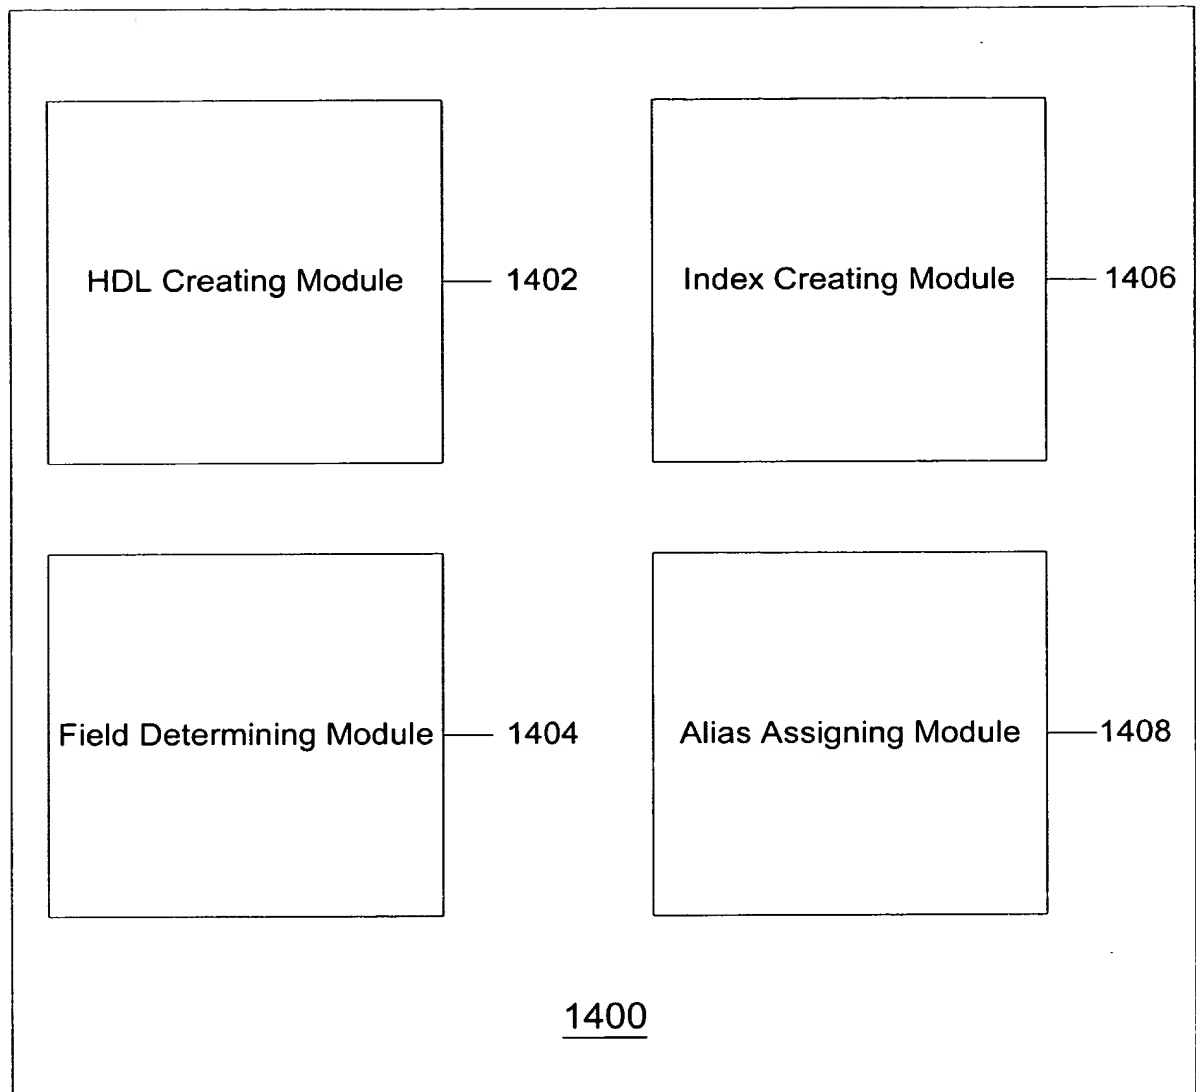 HDL Creating Module
1402
Index Creating Module
1406
Field Determining Module
1404
Alias Assigning Module
1408
1400